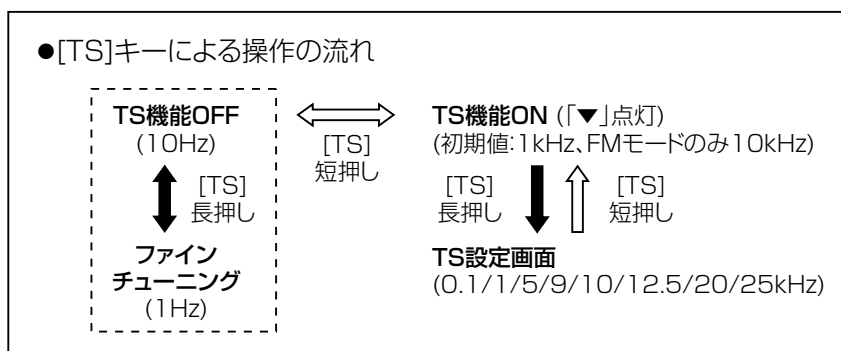 ●[TS]キーによる操作の流れ
TS機能OFF
(10Hz)
[TS]
長押し
ファイン
チューニング
(1Hz)
[TS]
短押し
TS機能ON (「▼」点灯)
(初期値:1kHz、FMモードのみ10kHz)
[TS]
長押し
[TS]
短押し
TS設定画面
(0.1/1/5/9/10/12.5/20/25kHz)